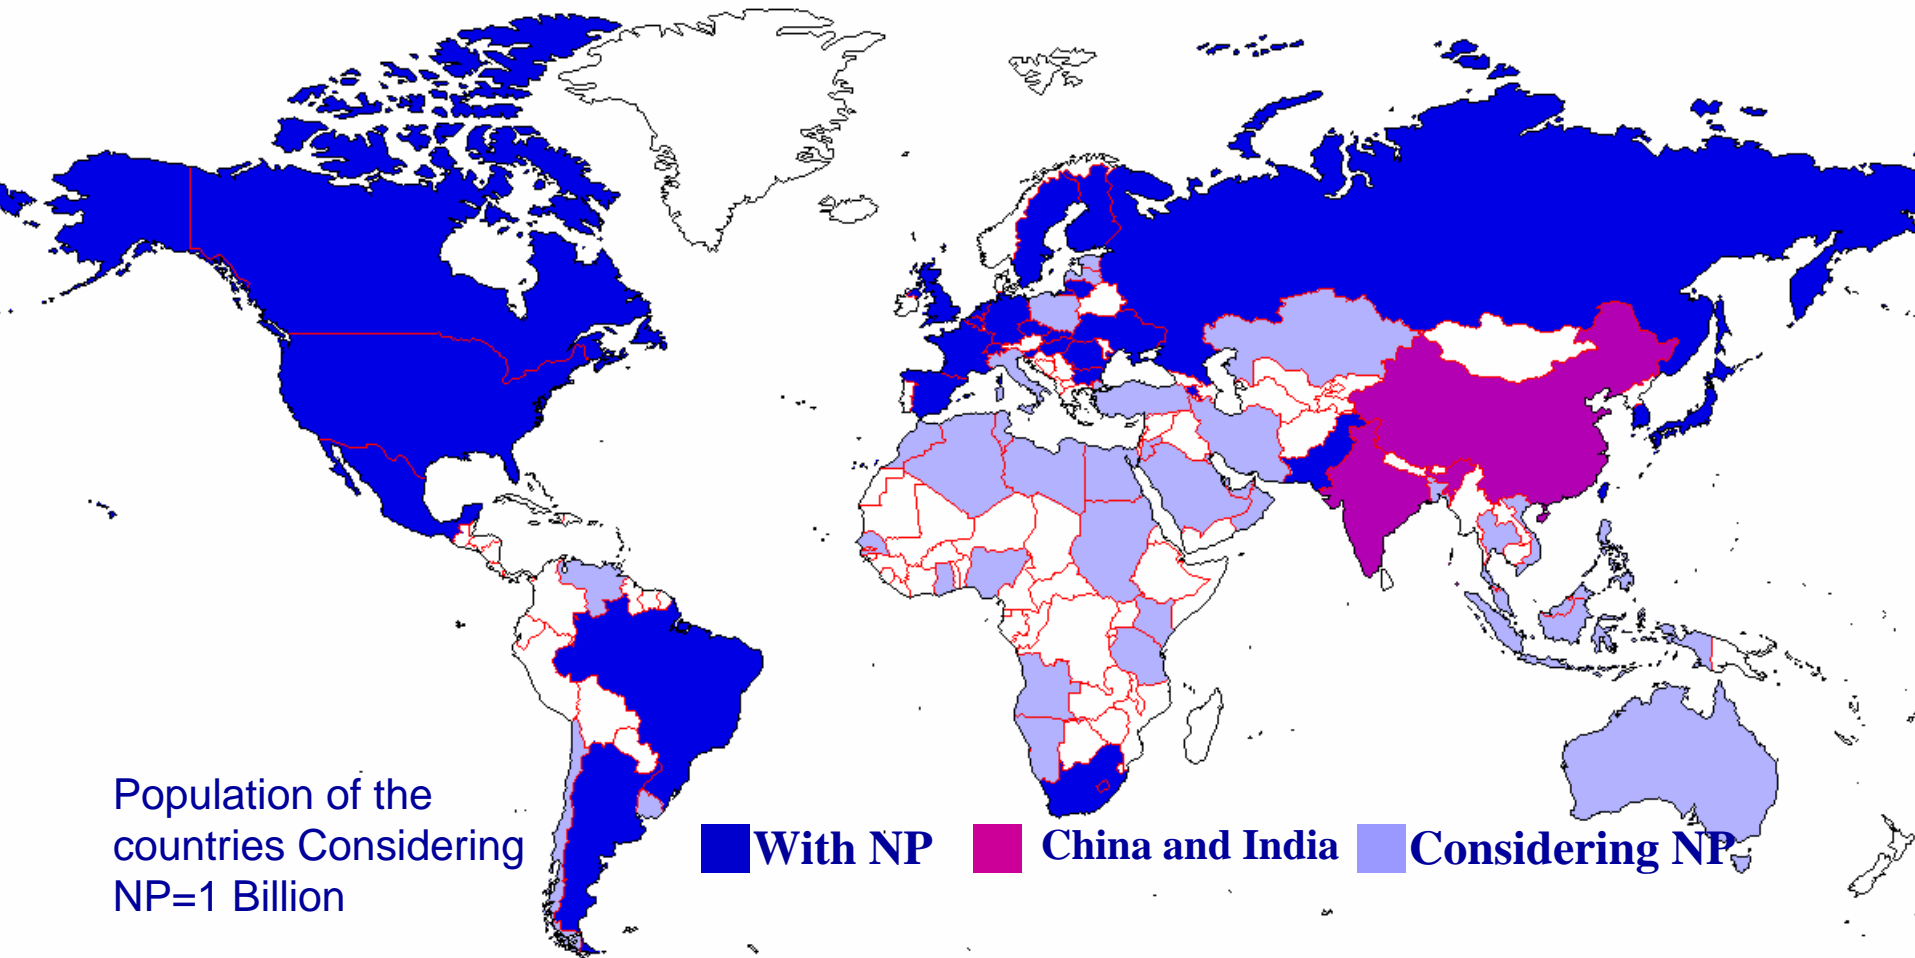 Population of the
countries Considering
NP=1 Billion
With NP
China and India
Considering NP